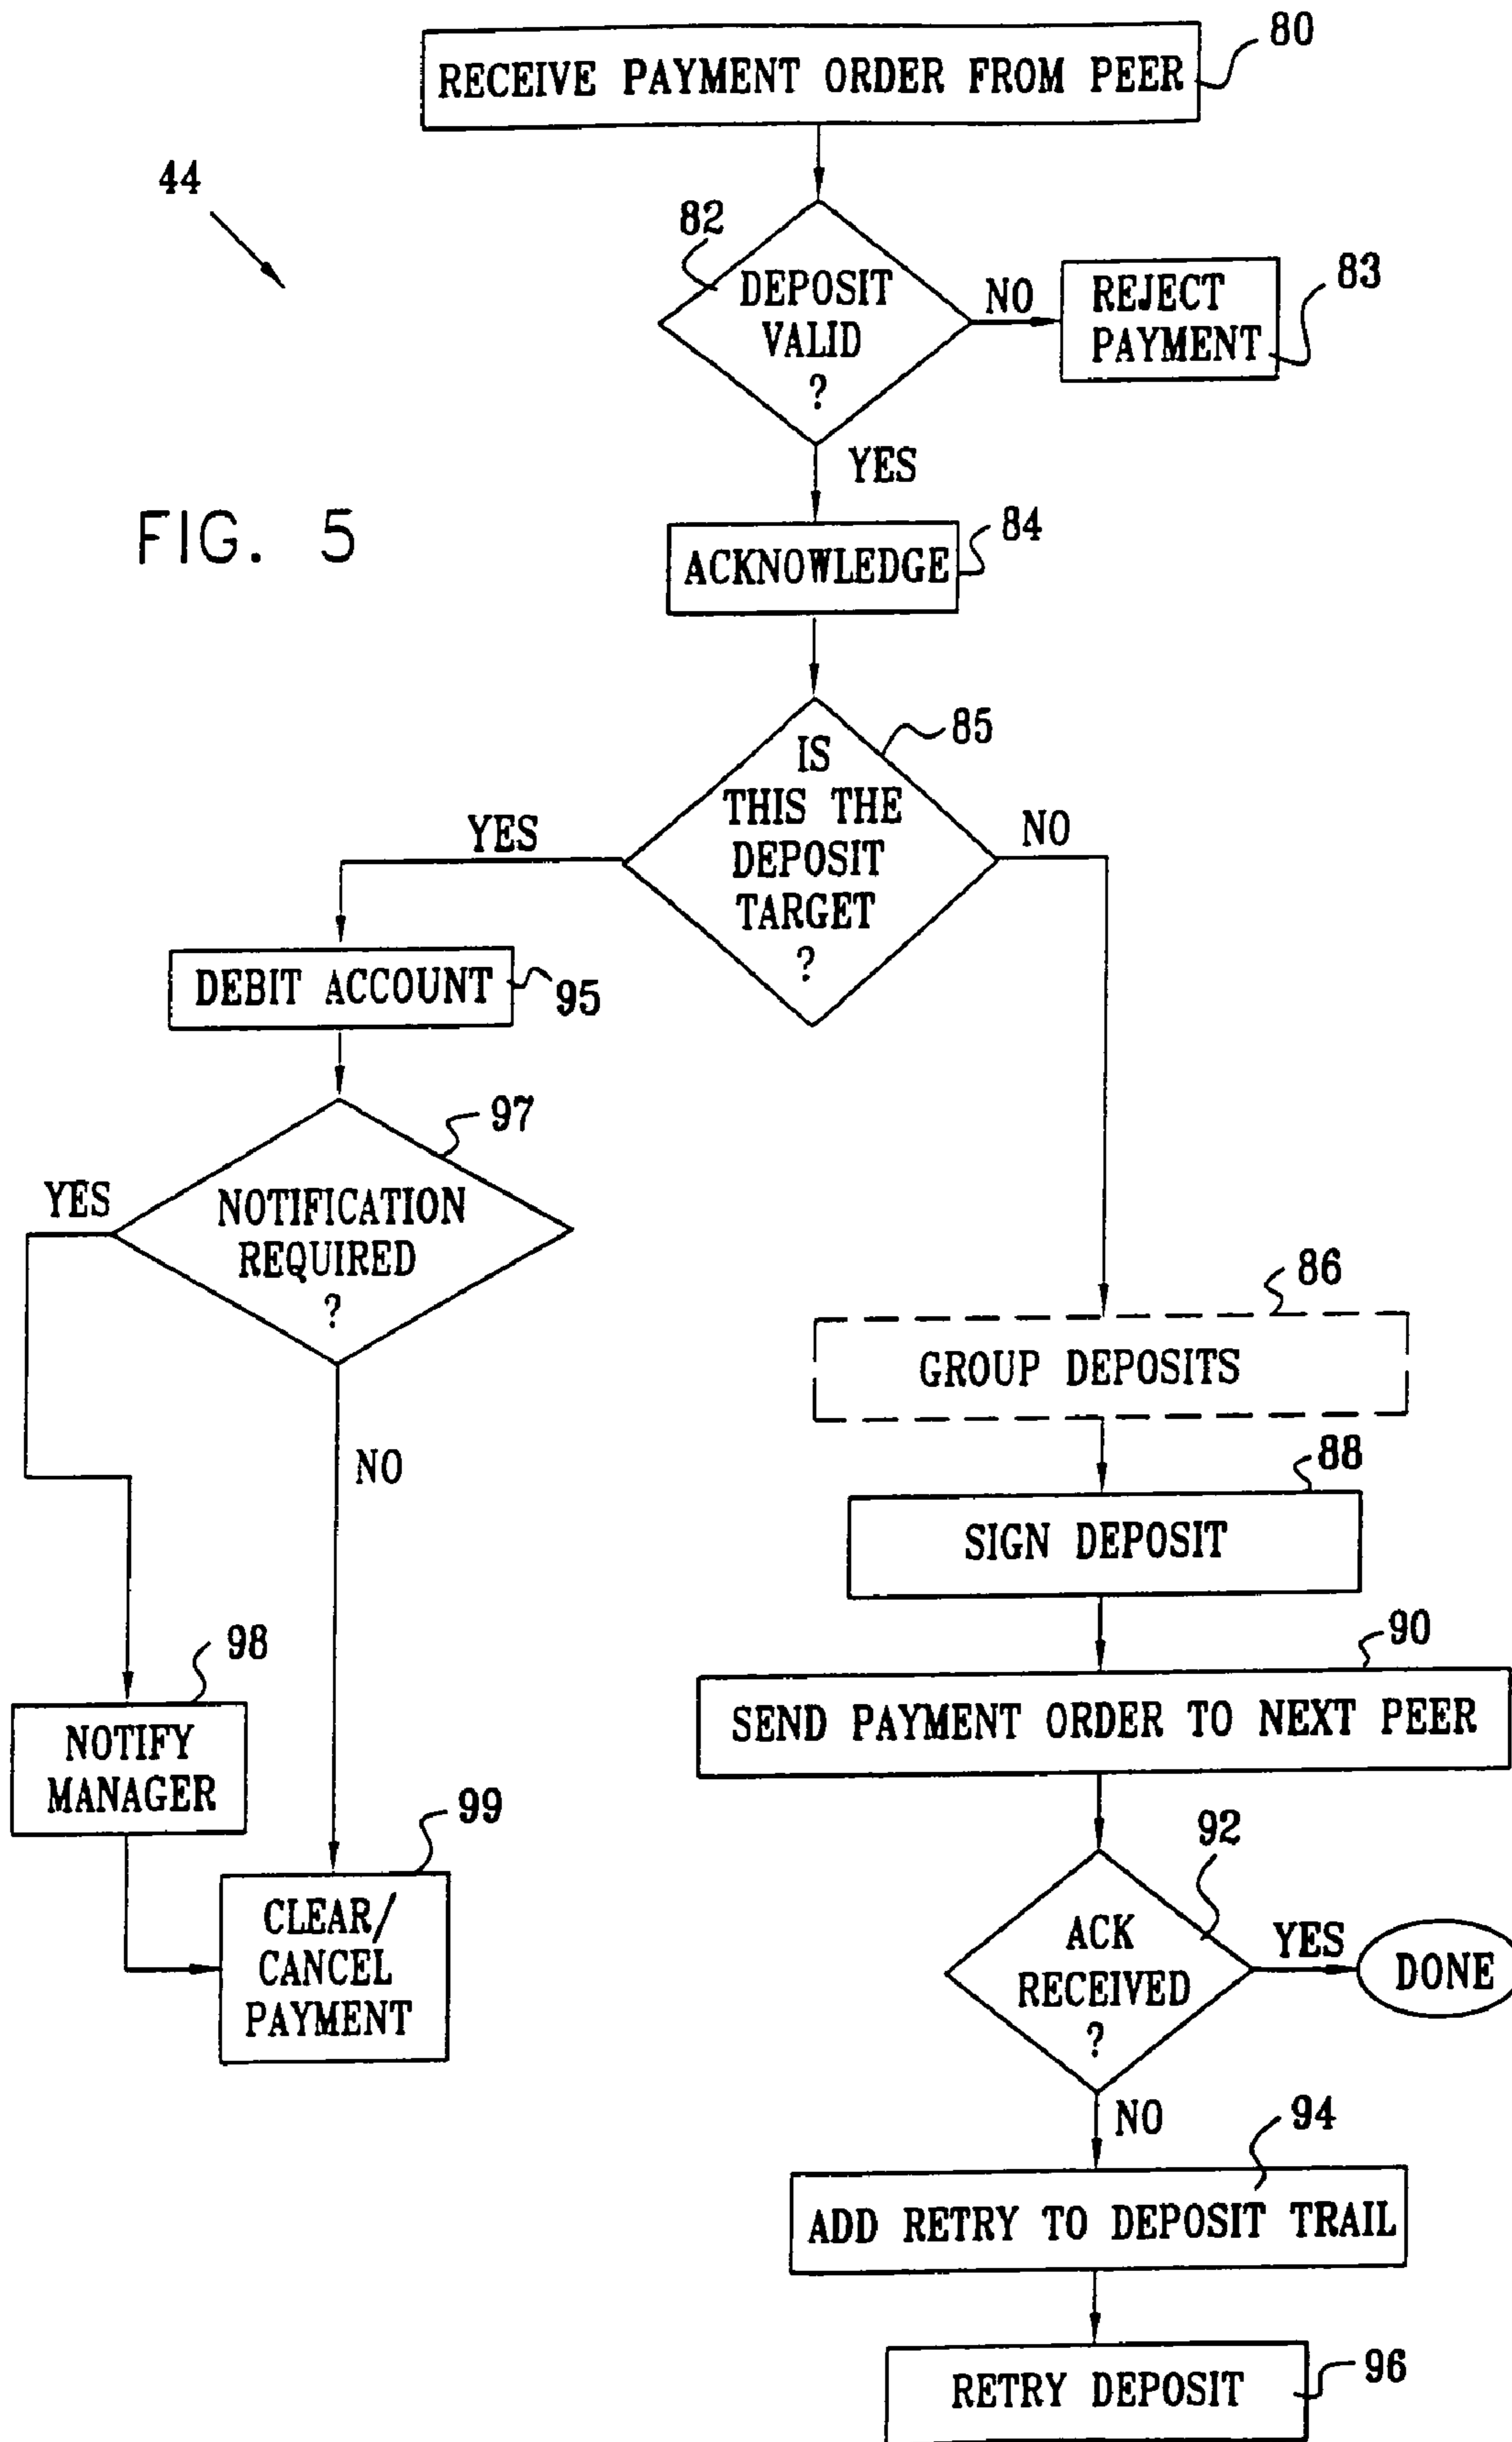 RECEIVE PAYMENT ORDER FROM PEER
80
44
82
DEPOSIT
VALID
?
NO
REJECT
PAYMENT
83
YES
FIG. 5
ACKNOWLEDGE
84
IS
THIS THE
DEPOSIT
TARGET
?
85
YES
NO
DEBIT ACCOUNT
95
97
NOTIFICATION
REQUIRED
?
YES
NO
86
GROUP DEPOSITS
88
SIGN DEPOSIT
90
SEND PAYMENT ORDER TO NEXT PEER
98
NOTIFY
MANAGER
99
CLEAR/
CANCEL
PAYMENT
92
ACK
RECEIVED
?
YES
DONE
NO
94
ADD RETRY TO DEPOSIT TRAIL
RETRY DEPOSIT
96